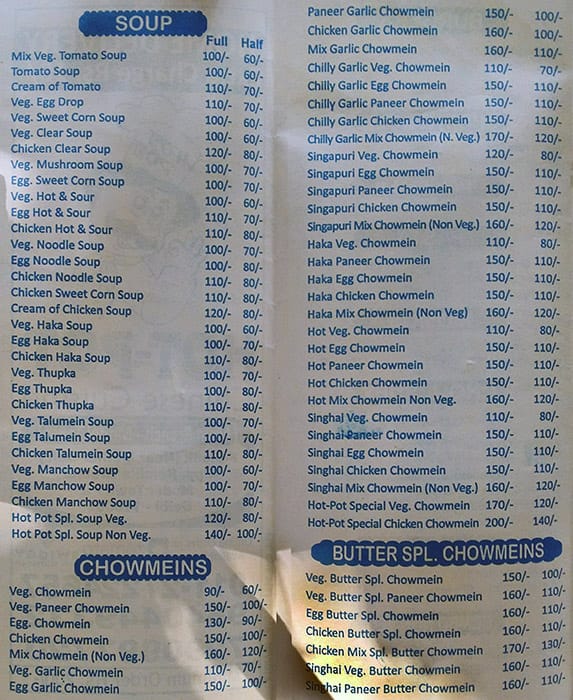 SOUP
Full Half
Mix Veg. Tomato Soup 100/- 60/-
Tomato Soup 100/- 60/-
Cream of Tomato 110/- 70/-
Veg. Egg Drop 100/- 70/-
Veg. Sweet Corn Soup 100/- 60/-
Veg. Clear Soup 100/- 60/-
Chicken Clear Soup 120/- 80/-
Veg. Mushroom Soup 100/- 70/-
Egg. Sweet Corn Soup 100/- 70/-
Veg. Hot & Sour 100/- 60/-
Egg Hot & Sour 110/- 70/-
Chicken Hot & Sour 110/- 80/-
Veg. Noodle Soup 100/- 70/-
Egg Noodle Soup 100/- 80/-
Chicken Noodle Soup 110/- 80/-
Chicken Sweet Corn Soup 110/- 80/-
Cream of Chicken Soup 120/- 80/-
Veg. Haka Soup 100/- 60/-
Egg Haka Soup 100/- 70/-
Chicken Haka Soup 110/- 80/-
Veg. Thupka 100/- 70/-
Egg Thupka 100/- 80/-
Chicken Thupka 110/- 80/-
Veg. Talumein Soup 100/- 70/-
Egg Talumein Soup 100/- 70/-
Chicken Talumein Soup 110/- 80/-
Veg. Manchow Soup 100/- 60/-
Egg Manchow Soup 100/- 70/-
Chicken Manchow Soup 110/- 80/-
Hot Pot Spl. Soup Veg. 120/- 80/-
Hot Pot Spl. Soup Non Veg. 140/- 100/-
CHOWMEINS
Veg. Chowmein 90/- 60/-
Veg. Paneer Chowmein 150/- 100/-
Egg. Chowmein 130/- 90/-
Chicken Chowmein 150/- 100/-
Mix Chowmein (Non Veg.) 160/- 120/-
Veg. Garlic Chowmein 110/- 70/-
Egg Garlic Chowmein 150/- 100/-
Paneer Garlic Chowmein 150/- 100/-
Chicken Garlic Chowmein 160/- 100/-
Mix Garlic Chowmein 160/- 110/-
Chilly Garlic Veg. Chowmein 110/- 70/-
Chilly Garlic Egg Chowmein 150/- 110/-
Chilly Garlic Paneer Chowmein 150/- 110/-
Chilly Garlic Chicken Chowmein 150/- 110/-
Chilly Garlic Mix Chowmein (N. Veg.) 170/- 120/-
Singapuri Veg. Chowmein 120/- 80/-
Singapuri Egg Chowmein 150/- 110/-
Singapuri Paneer Chowmein 150/- 110/-
Singapuri Chicken Chowmein 150/- 110/-
Singapuri Mix Chowmein (Non Veg.) 160/- 120/-
Haka Veg. Chowmein 110/- 80/-
Haka Paneer Chowmein 150/- 110/-
Haka Egg Chowmein 150/- 110/-
Haka Chicken Chowmein 150/- 110/-
Haka Mix Chowmein (Non Veg) 160/- 120/-
Hot Veg. Chowmein 110/- 80/-
Hot Egg Chowmein 150/- 110/-
Hot Paneer Chowmein 150/- 110/-
Hot Chicken Chowmein 150/- 110/-
Hot Mix Chowmein Non Veg. 160/- 120/-
Singhai Veg. Chowmein 110/- 80/-
Singhai Paneer Chowmein 150/- 110/-
Singhai Egg Chowmein 150/- 110/-
Singhai Chicken Chowmein 150/- 110/-
Singhai Mix Chowmein (Non Veg.) 160/- 120/-
Hot-Pot Special Veg. Chowmein 170/- 120/-
Hot-Pot Special Chicken Chowmein 200/- 140/-
BUTTER SPL. CHOWMEINS
Veg. Butter Spl. Chowmein 150/- 100/-
Veg. Butter Spl. Paneer Chowmein 160/- 110/-
Egg Butter Spl. Chowmein 160/- 110/-
Chicken Butter Spl. Chowmein 160/- 110/-
Chicken Mix Spl. Butter Chowmein 170/- 130/-
Singhai Veg. Butter Chowmein 160/- 110/-
Singhai Paneer Butter Chowmein 160/- 110/-